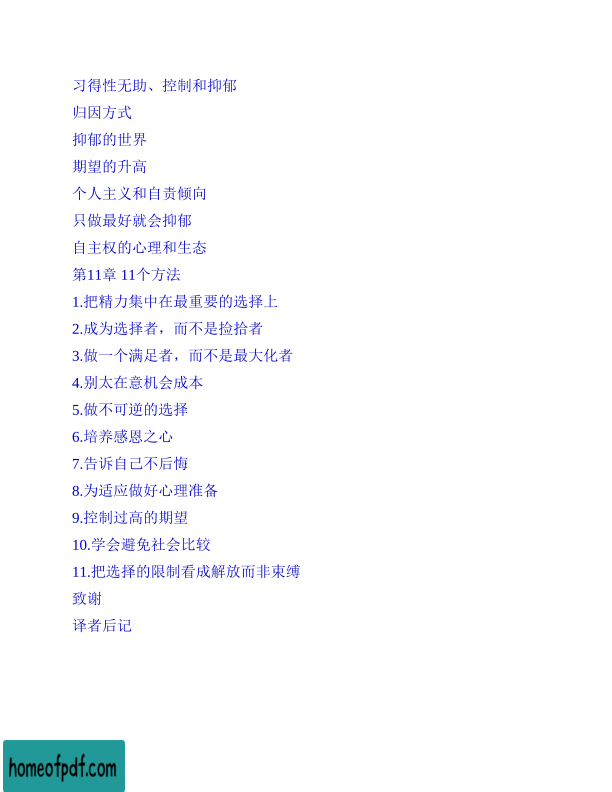 习得性无助、控制和抑郁
归因方式
抑郁的世界
期望的升高
个人主义和自责倾向
只做最好就会抑郁
自主权的心理和生态
第11章 11个方法
1.把精力集中在最重要的选择上
2.成为选择者，而不是捡拾者
3.做一个满足者，而不是最大化者
4.别太在意机会成本
5.做不可逆的选择
6.培养感恩之心
7.告诉自己不后悔
8.为适应做好心理准备
9.控制过高的期望
10.学会避免社会比较
11.把选择的限制看成解放而非束缚
致谢
译者后记
homeofpdf.com